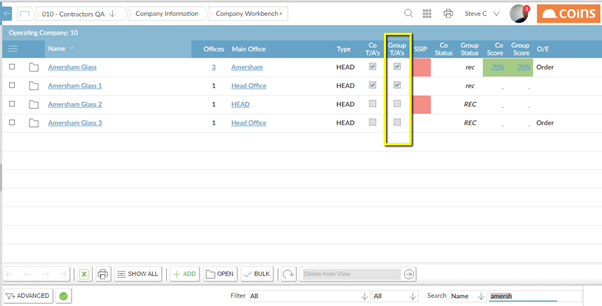 010 - Contractors QA Company Information Company Workbench+ Steve C 1 coins
Operating Company: 10
Name Offices Main Office Type Co T/A's Group T/A's SSIP Co Status Group Status Co Score Group Score O/E
Amersham Glass 3 Amersham HEAD rec 70% 70% Order
Amersham Glass 1 1 Head Office HEAD rec . .
Amersham Glass 2 1 HEAD HEAD REC . .
Amersham Glass 3 1 Head Office HEAD REC . . Order
SHOW ALL + ADD OPEN BULK Delete from View
ADVANCED Filter All All Search Name amersh